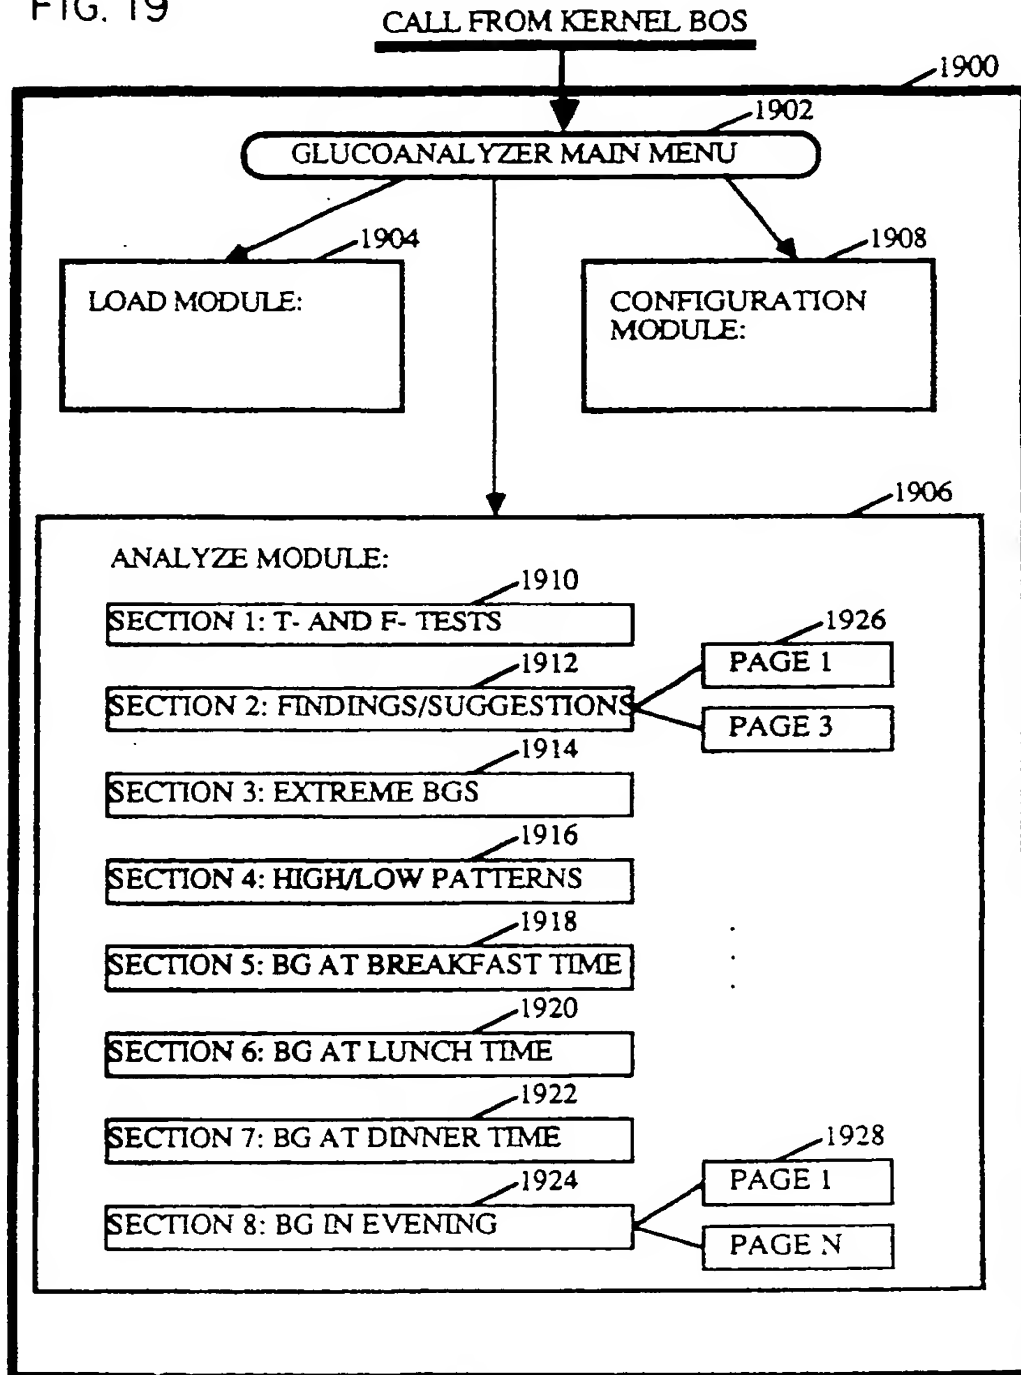 FIG. 19
CALL FROM KERNEL BOS
1900
1902
GLUCOANALYZER MAIN MENU
1904
1908
LOAD MODULE:
CONFIGURATION
MODULE:
1906
ANALYZE MODULE:
1910
SECTION 1: T- AND F- TESTS
1926
PAGE 1
1912
SECTION 2: FINDINGS/SUGGESTIONS
PAGE 3
1914
SECTION 3: EXTREME BGS
1916
SECTION 4: HIGH/LOW PATTERNS
1918
SECTION 5: BG AT BREAKFAST TIME
1920
SECTION 6: BG AT LUNCH TIME
1922
SECTION 7: BG AT DINNER TIME
1928
PAGE 1
1924
SECTION 8: BG IN EVENING
PAGE N